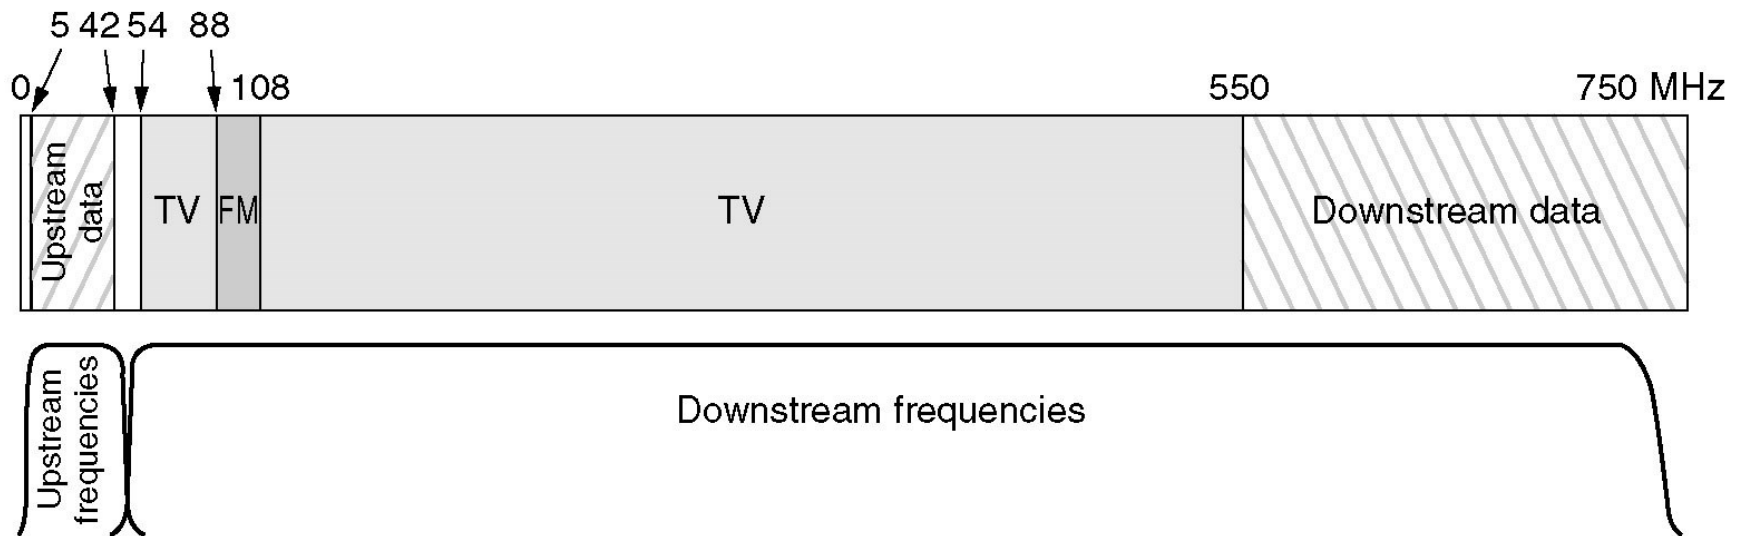 5 42 54 88
0 108 550 750 MHz
Upstream
data
TV FM TV Downstream data
Upstream
frequencies
Downstream frequencies